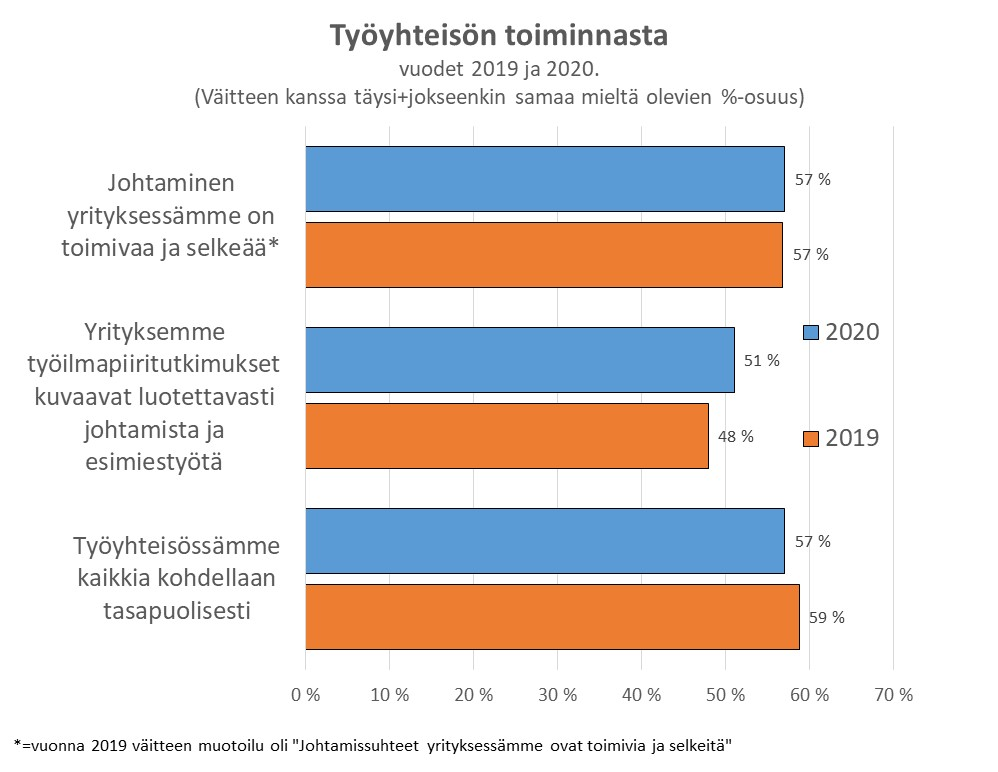 Työyhteisön toiminnasta
vuodet 2019 ja 2020.
(Väitteen kanssa täysi+jokseenkin samaa mieltä olevien %-osuus)
Johtaminen
yrityksessämme on
toimivaa ja selkeää*
57 %
57 %
Yrityksemme
työilmapiiritutkimukset
kuvaavat luotettavasti
johtamista ja
esimiestyötä
51 %
48 %
2020
2019
Työyhteisössämme
kaikkia kohdellaan
tasapuolisesti
57 %
59 %
0 % 10 % 20 % 30 % 40 % 50 % 60 % 70 %
*=vuonna 2019 väitteen muotoilu oli "Johtamissuhteet yrityksessämme ovat toimivia ja selkeitä"